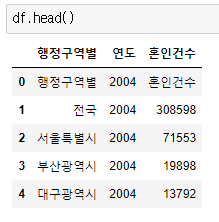 df.head()
행정구역별 연도 혼인건수
0 행정구역별 2004 혼인건수
1 전국 2004 308598
2 서울특별시 2004 71553
3 부산광역시 2004 19898
4 대구광역시 2004 13792